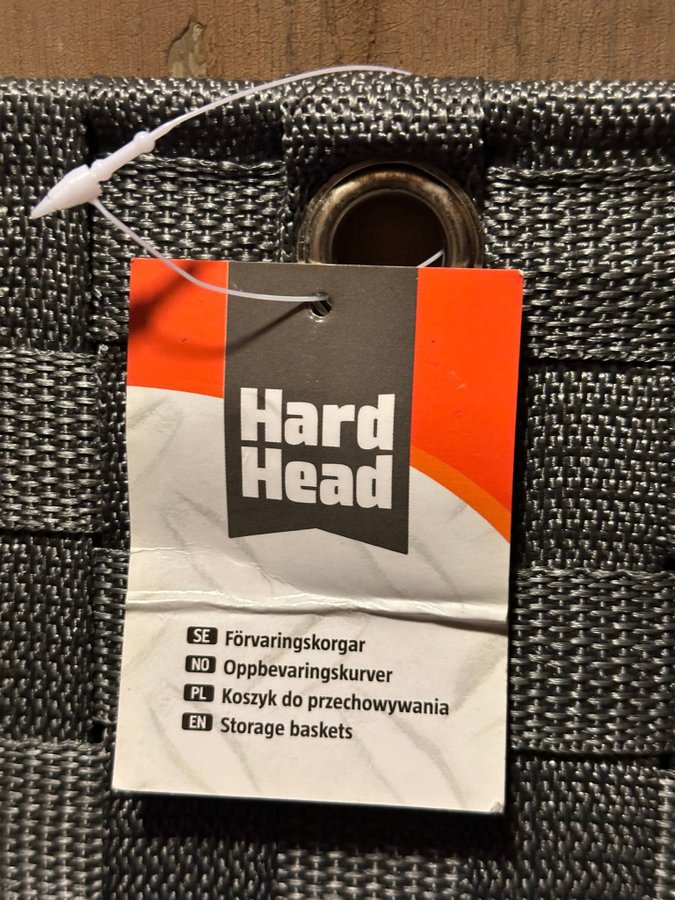 Hard
Head
SE Förvaringskorgar
NO Oppbevaringskurver
PL Koszyk do przechowywania
EN Storage baskets